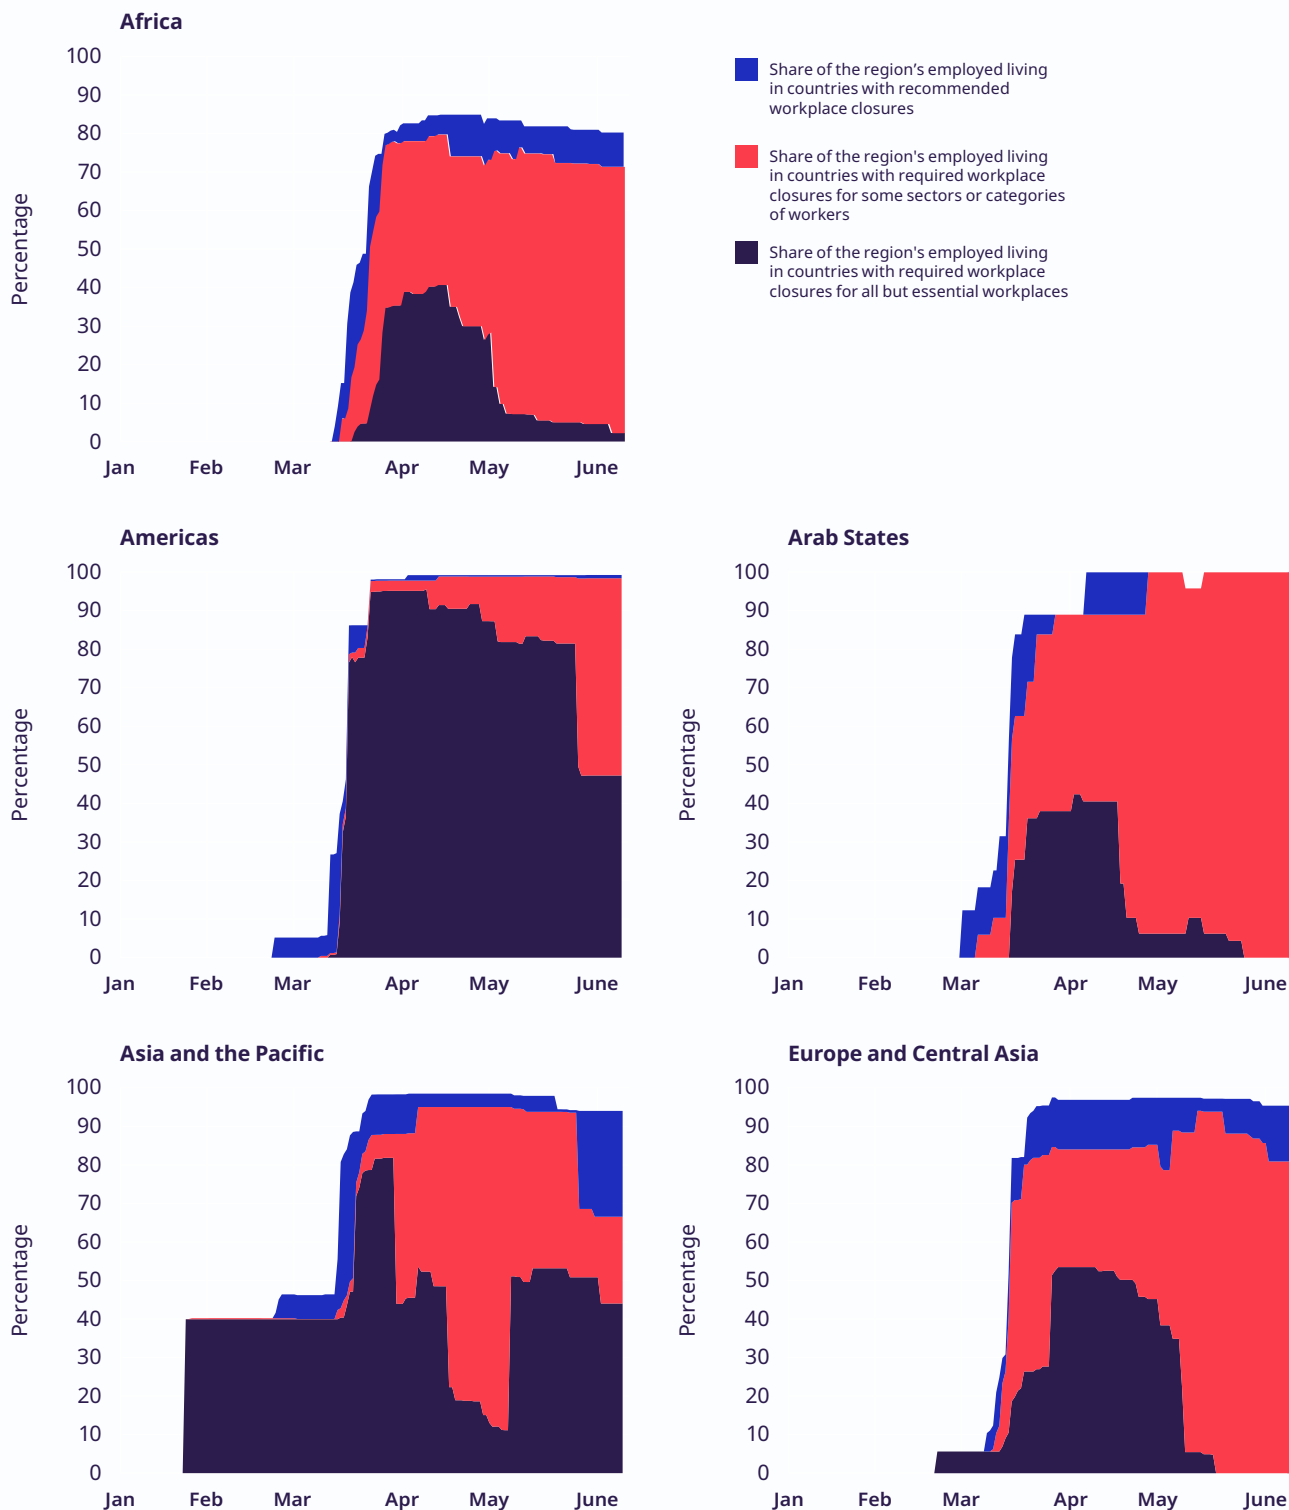 Africa
100
90
80
70
60
50
40
30
20
10
0
Percentage
Jan Feb Mar Apr May June
Share of the region’s employed living
in countries with recommended
workplace closures
Share of the region's employed living
in countries with required workplace
closures for some sectors or categories
of workers
Share of the region's employed living
in countries with required workplace
closures for all but essential workplaces
Americas
100
90
80
70
60
50
40
30
20
10
0
Percentage
Jan Feb Mar Apr May June
Arab States
100
90
80
70
60
50
40
30
20
10
0
Percentage
Jan Feb Mar Apr May June
Asia and the Pacific
100
90
80
70
60
50
40
30
20
10
0
Percentage
Jan Feb Mar Apr May June
Europe and Central Asia
100
90
80
70
60
50
40
30
20
10
0
Percentage
Jan Feb Mar Apr May June